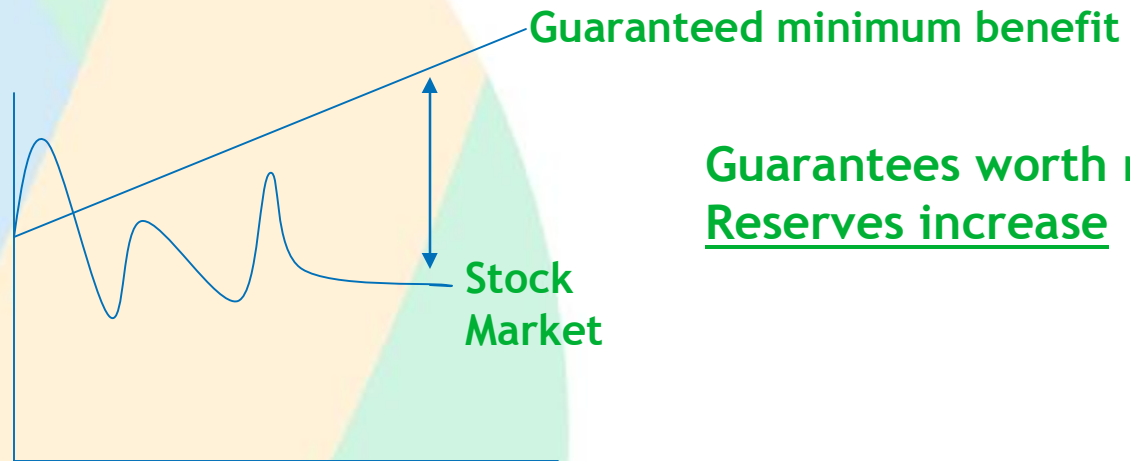 Guaranteed minimum benefit
Guarantees worth
Reserves increase
Stock
Market